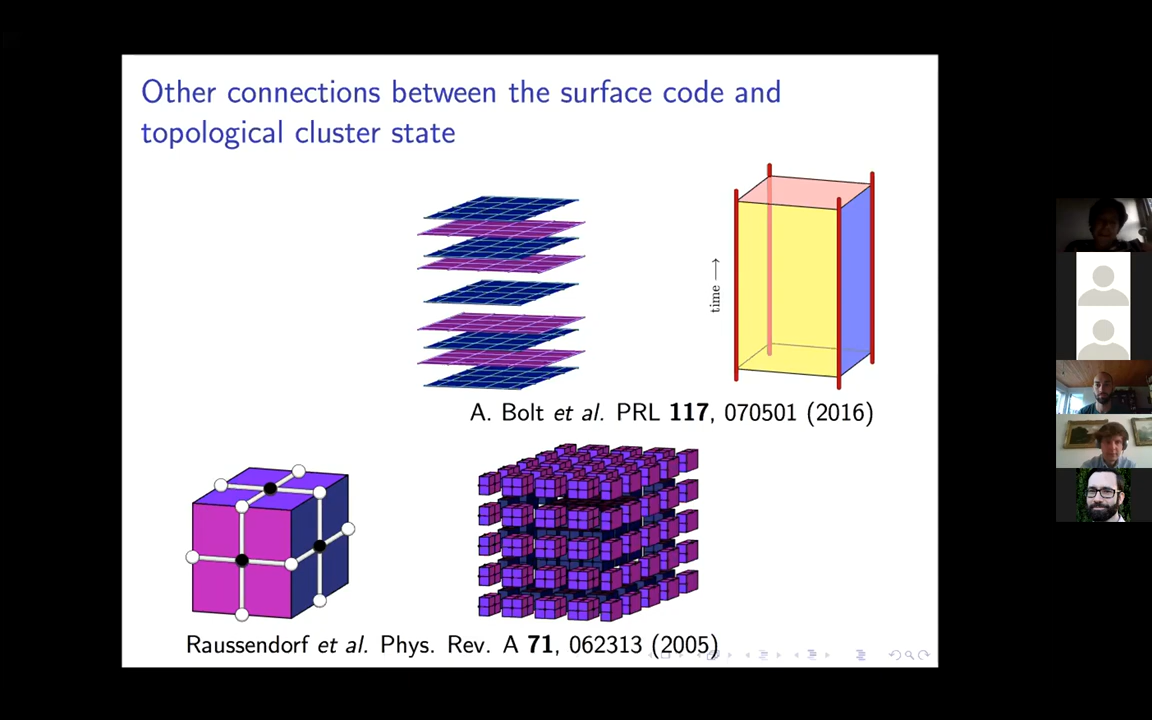 Other connections between the surface code and
topological cluster state
time →
A. Bolt et al. PRL 117, 070501 (2016)
Raussendorf et al. Phys. Rev. A 71, 062313 (2005)